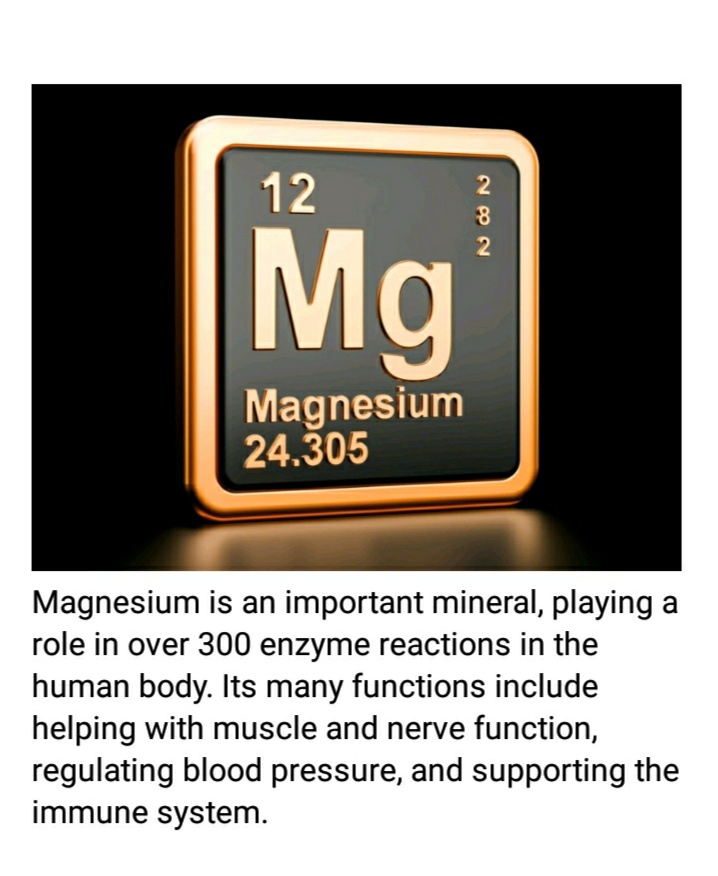 12
2
8
2
Mg
Magnesium
24.305
Magnesium is an important mineral, playing a
role in over 300 enzyme reactions in the
human body. Its many functions include
helping with muscle and nerve function,
regulating blood pressure, and supporting the
immune system.